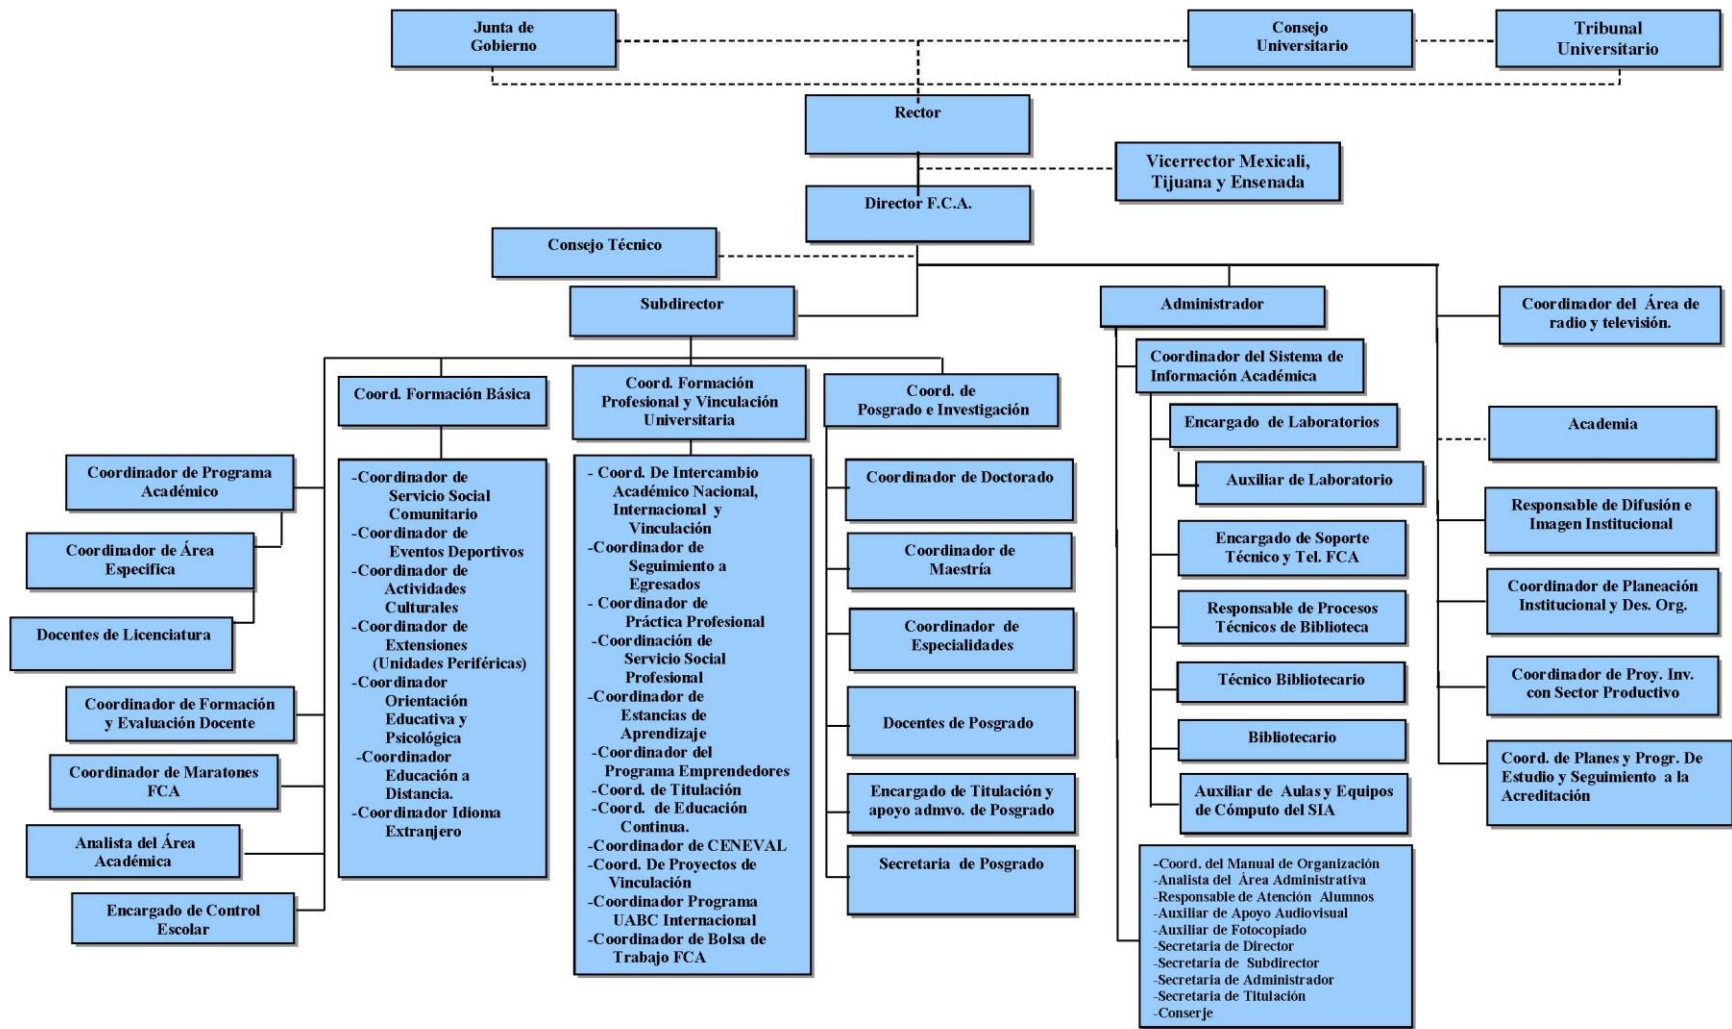 Junta de
Gobierno
Consejo
Universitario
Tribunal
Universitario
Rector
Vicerrector Mexicali,
Tijuana y Ensenada
Director F.C.A.
Consejo Técnico
Subdirector
Administrador
Coordinador del Área de
radio y televisión.
Coord. Formación Básica
Coord. Formación
Profesional y Vinculación
Universitaria
Coord. de
Posgrado e Investigación
Coordinador del Sistema de
Información Académica
Academia
Coordinador de Programa
Académico
Coordinador de Área
Especifica
Docentes de Licenciatura
Coordinador de Formación
y Evaluación Docente
Coordinador de Maratones
FCA
Analista del Área
Académica
Encargado de Control
Escolar
-Coordinador de
Servicio Social
Comunitario
-Coordinador de
Eventos Deportivos
-Coordinador de
Actividades
Culturales
-Coordinador de
Extensiones
(Unidades Periféricas)
-Coordinador
Orientación
Educativa y
Psicológica
-Coordinador
Educación a
Distancia.
-Coordinador Idioma
Extranjero
- Coord. De Intercambio
Académico Nacional,
Internacional y
Vinculación
-Coordinador de
Seguimiento a
Egresados
- Coordinador de
Práctica Profesional
-Coordinación de
Servicio Social
Profesional
-Coordinador de
Estancias de
Aprendizaje
-Coordinador del
Programa Emprendedores
-Coord. de Titulación
-Coord. de Educación
Continua.
-Coordinador de CENEVAL
-Coord. De Proyectos de
Vinculación
-Coordinador Programa
UABC Internacional
-Coordinador de Bolsa de
Trabajo FCA
Coordinador de Doctorado
Coordinador de
Maestría
Coordinador de
Especialidades
Docentes de Posgrado
Encargado de Titulación y
apoyo admvo. de Posgrado
Secretaria de Posgrado
Encargado de Laboratorios
Auxiliar de Laboratorio
Encargado de Soporte
Técnico y Tel. FCA
Responsable de Procesos
Técnicos de Biblioteca
Técnico Bibliotecario
Bibliotecario
Auxiliar de Aulas y Equipos
de Cómputo del SIA
-Coord. del Manual de Organización
-Analista del Área Administrativa
-Responsable de Atención Alumnos
-Auxiliar de Apoyo Audiovisual
-Auxiliar de Fotocopiado
-Secretaria de Director
-Secretaria de Subdirector
-Secretaria de Administrador
-Secretaria de Titulación
-Conserje
Responsable de Difusión e
Imagen Institucional
Coordinador de Planeación
Institucional y Des. Org.
Coordinador de Proy. Inv.
con Sector Productivo
Coord. de Planes y Progr. De
Estudio y Seguimiento a la
Acreditación